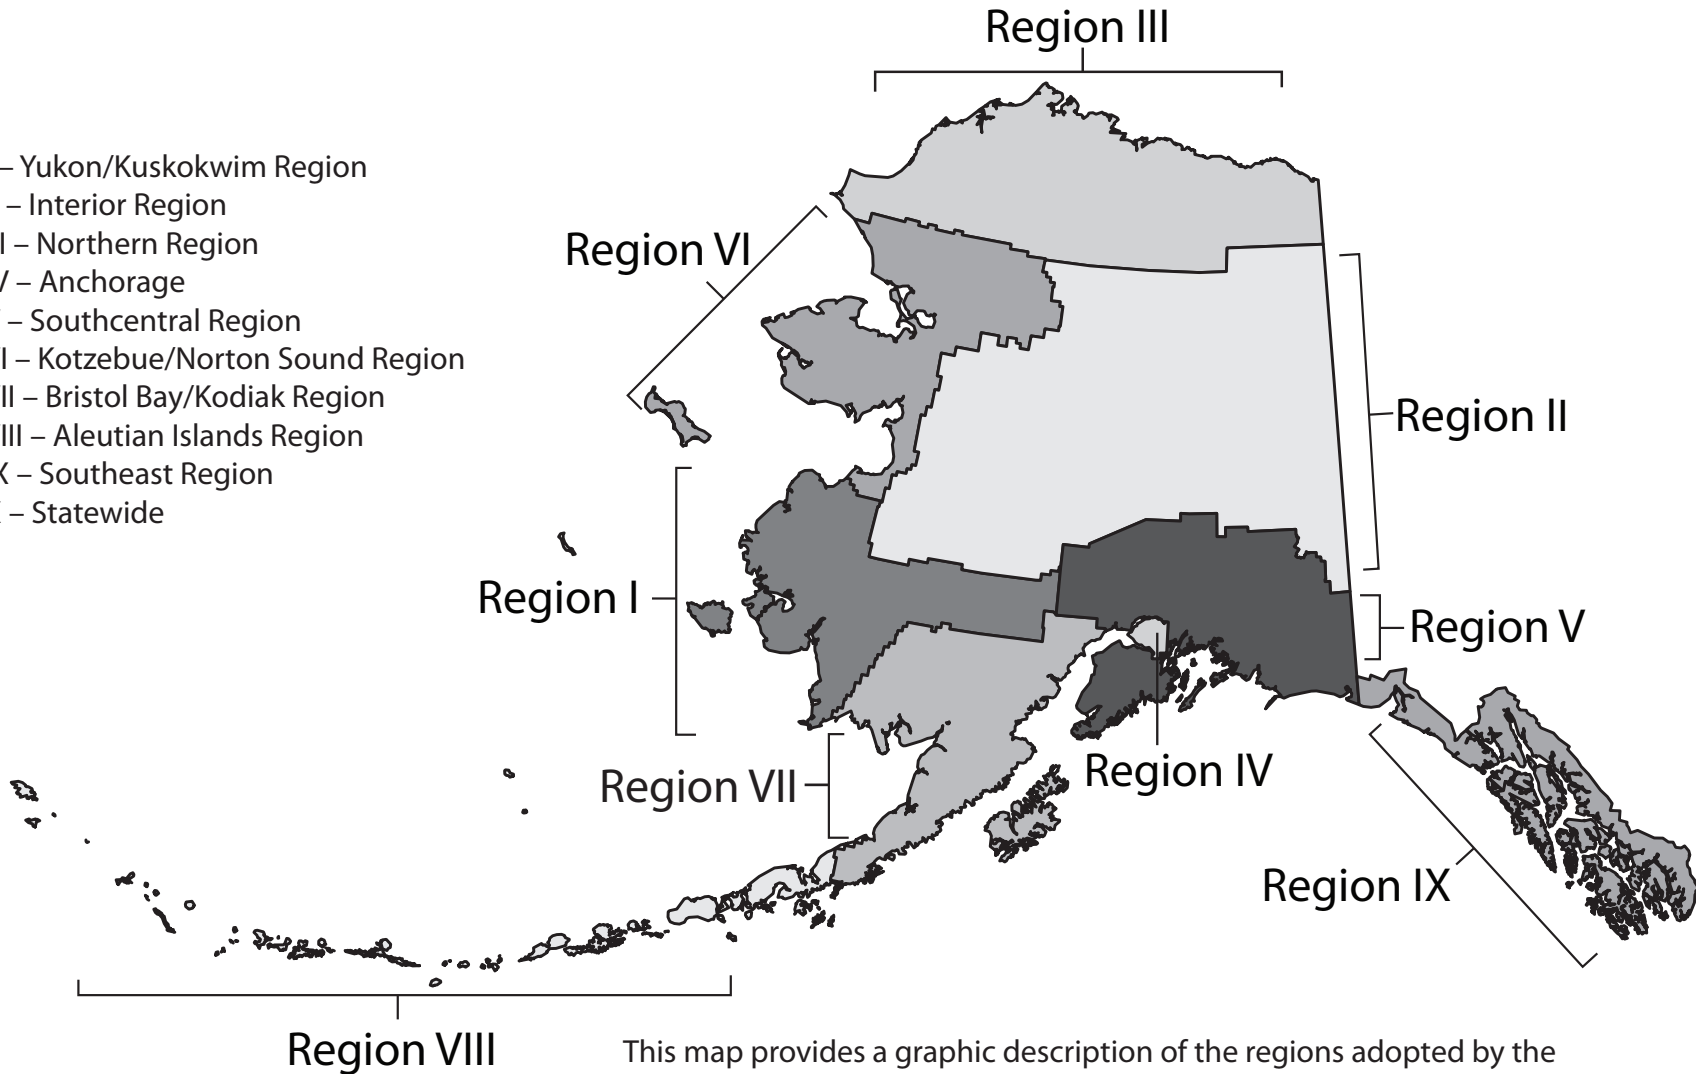 Region III
– Yukon/Kuskokwim Region
– Interior Region
I – Northern Region
V – Anchorage
– Southcentral Region
I – Kotzebue/Norton Sound Region
II – Bristol Bay/Kodiak Region
III – Aleutian Islands Region
X – Southeast Region
– Statewide
Region VI
Region II
Region I
Region V
Region IV
Region VII
Region IX
Region VIII
This map provides a graphic description of the regions adopted by the